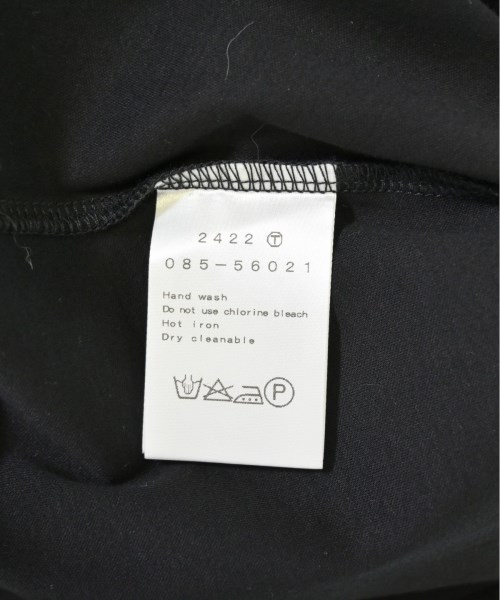 2422 Ⓣ
085-56021
Hand wash
Do not use chlorine bleach
Hot iron
Dry cleanable
P